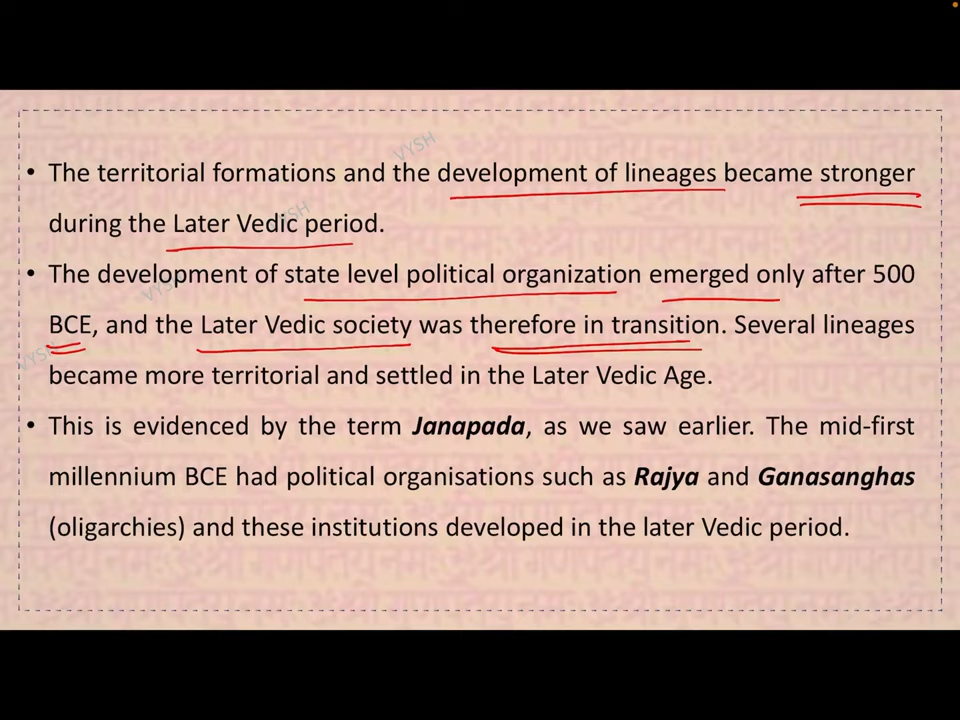 • The territorial formations and the development of lineages became stronger
during the Later Vedic period.
• The development of state level political organization emerged only after 500
BCE, and the Later Vedic society was therefore in transition. Several lineages
became more territorial and settled in the Later Vedic Age.
• This is evidenced by the term Janapada, as we saw earlier. The mid-first
millennium BCE had political organisations such as Rajya and Ganasanghas
(oligarchies) and these institutions developed in the later Vedic period.
VYSH